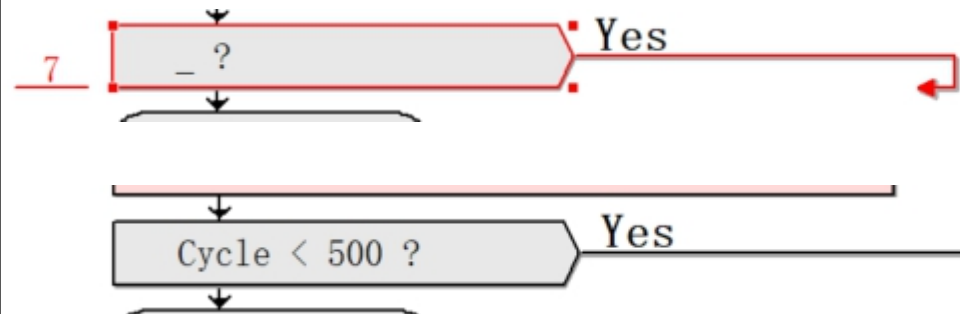 Yes
_ ?
7
Yes
Cycle < 500 ?